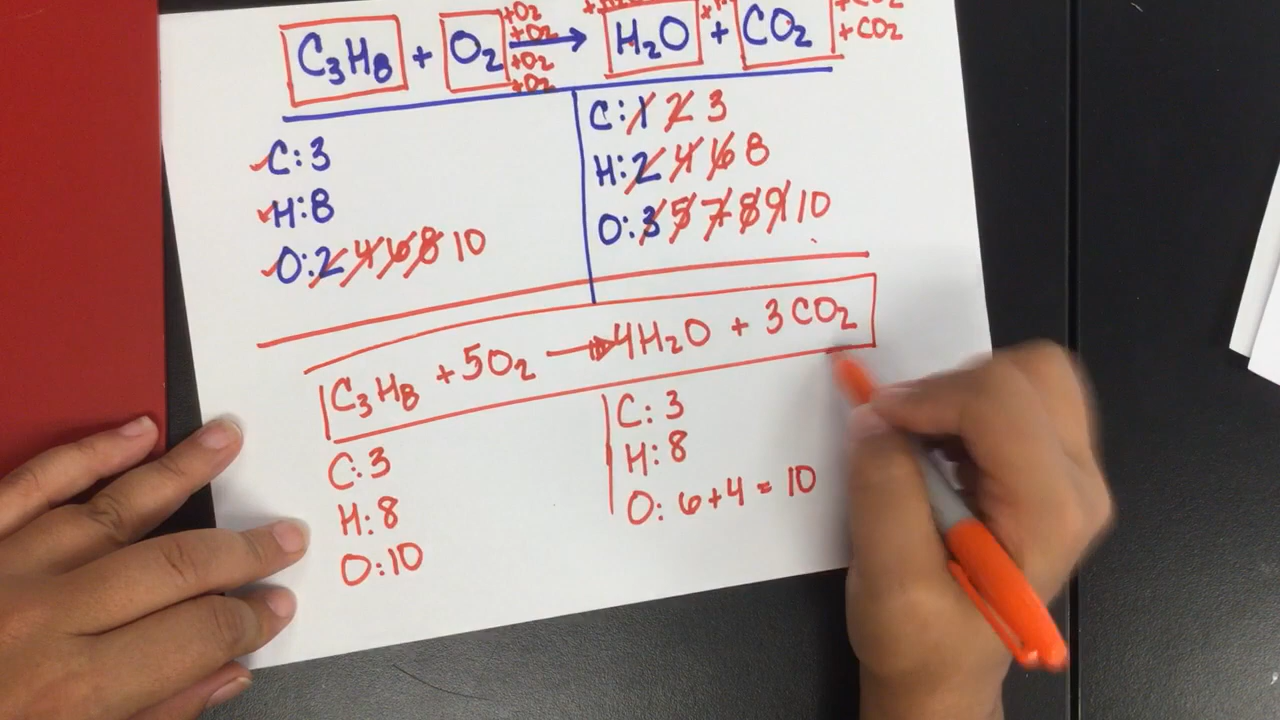 +O2
+O2
+O2
+O2
C3H8 + O2 → H2O + CO2
+CO2
C: 3
H: 8
O: 2 4 6 8 10
C: 1 2 3
H: 2 4 6 8
O: 3 5 7 8 9 10
C3H8 + 5O2 → 4H2O + 3CO2
C: 3
H: 8
O: 10
C: 3
H: 8
O: 6+4 = 10